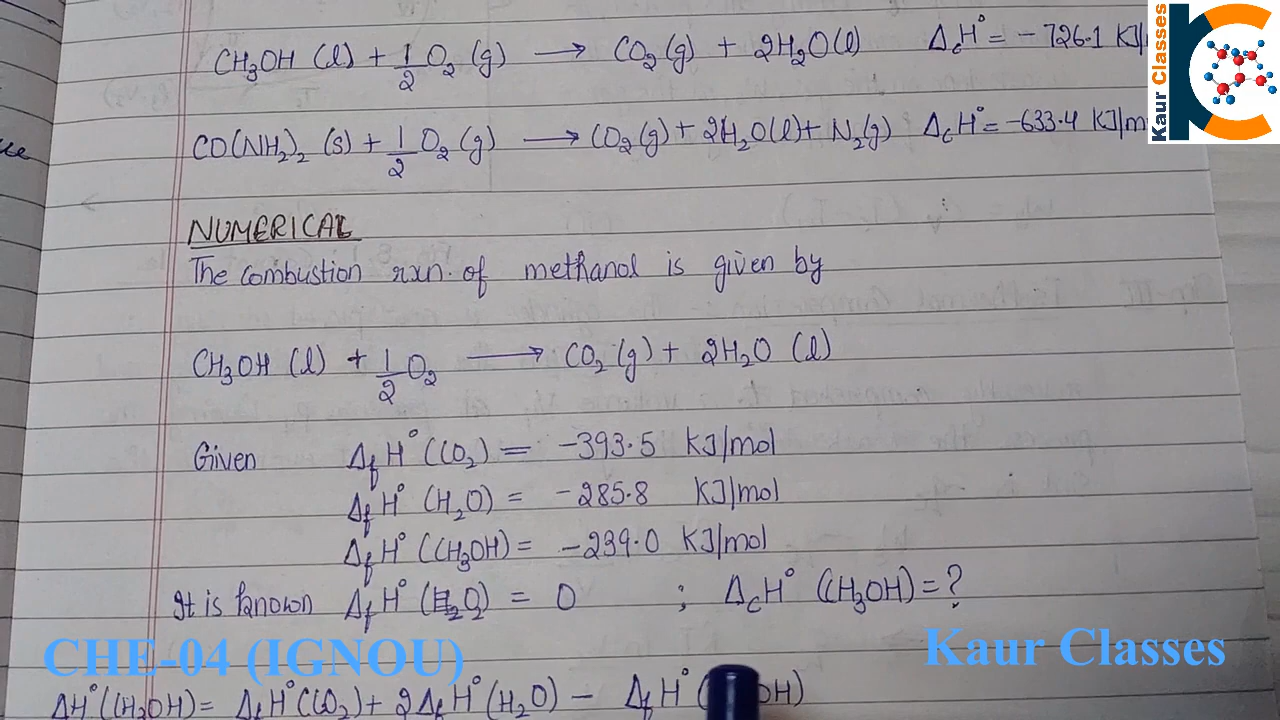 CH3OH (l) + 1/2 O2 (g) → CO2 (g) + 2H2O(l) ΔcH° = -726.1 KJ/
CO(NH2)2 (s) + 1/2 O2 (g) → CO2(g) + 2H2O(l) + N2(g) ΔcH° = -633.4 KJ/m
Kaur Classes
NUMERICAL
The combustion rxn. of methanol is given by
CH3OH (l) + 1/2 O2 → CO2 (g) + 2H2O (l)
Given ΔfH° (CO2) = -393.5 KJ/mol
ΔfH° (H2O) = -285.8 KJ/mol
ΔfH° (CH3OH) = -239.0 KJ/mol
It is known ΔfH° (O2) = 0 ; ΔcH° (CH3OH) = ?
CHE-04 (IGNOU)
Kaur Classes
ΔH°(CH3OH) = ΔfH°(CO2) + 2ΔfH°(H2O) - ΔfH°( OH)